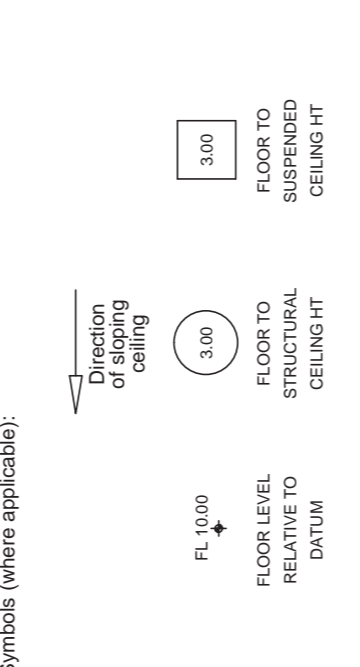 Symbols (where applicable):
Direction
of sloping
ceiling
FL 10.00
FLOOR LEVEL
RELATIVE TO
DATUM
3.00
FLOOR TO
STRUCTURAL
CEILING HT
3.00
FLOOR TO
SUSPENDED
CEILING HT